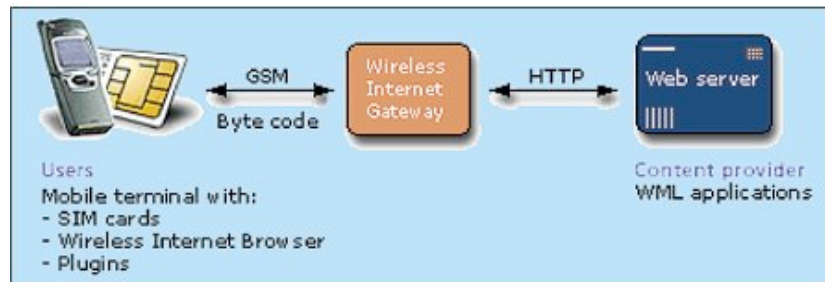 GSM
Byte code
Wireless
Internet
Gateway
HTTP
Web server
Users
Mobile terminal with:
- SIM cards
- Wireless Internet Browser
- Plugins
Content provider
WML applications